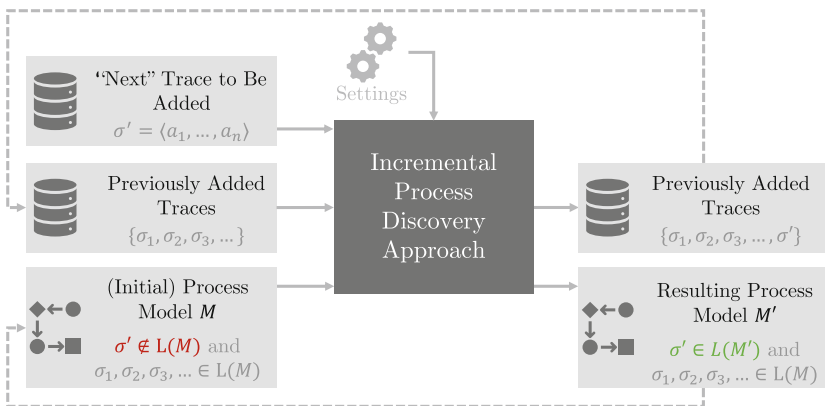 “Next” Trace to Be
Added
σ′ = ⟨a₁, … , aₙ⟩
Settings
Previously Added
Traces
{σ₁, σ₂, σ₃, … }
Incremental
Process
Discovery
Approach
(Initial) Process
Model M
σ′ ∉ L(M) and
σ₁, σ₂, σ₃, … ∈ L(M)
Previously Added
Traces
{σ₁, σ₂, σ₃, … , σ′}
Resulting Process
Model M′
σ′ ∈ L(M′) and
σ₁, σ₂, σ₃, … ∈ L(M)